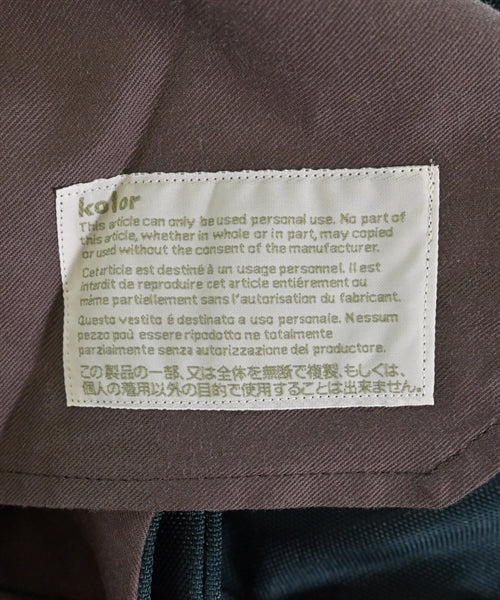 kolor
This article can only be used personal use. No part of
this article, whether in whole or in part, may copied
or used without the consent of the manufacturer.
Cet article est destiné à un usage personnel. Il est
interdit de reproduire cet article entiérement ou
même partiellement sans l'autorisation du fabricant.
Questo vestito é destinato a uso personale. Nessum
pezzo può essere ripodotto ne totalmente
parzialmente senza autorizzazione del productore.
この製品の一部、又は全体を無断で複製、もしくは、
個人の着用以外の目的で使用することは出来ません。